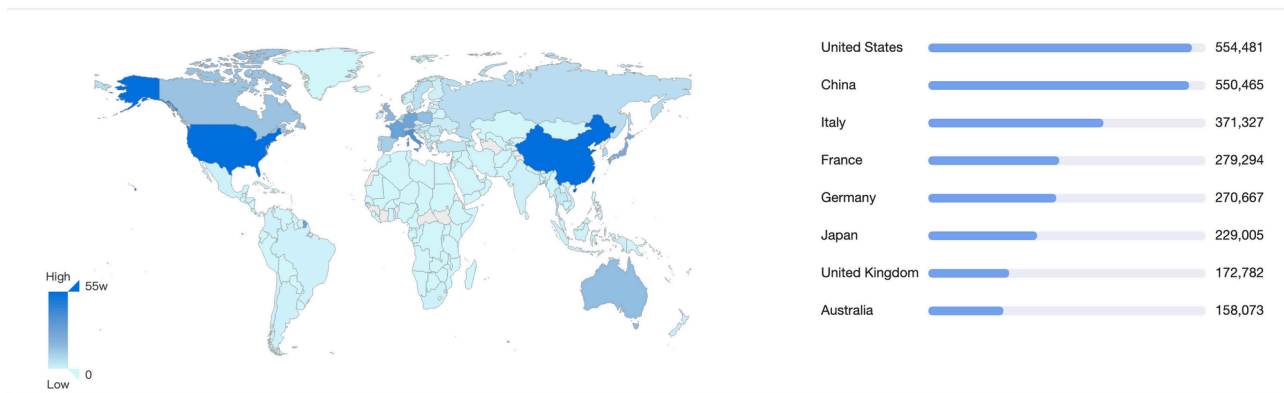 High
55w
0
Low
United States 554,481
China 550,465
Italy 371,327
France 279,294
Germany 270,667
Japan 229,005
United Kingdom 172,782
Australia 158,073